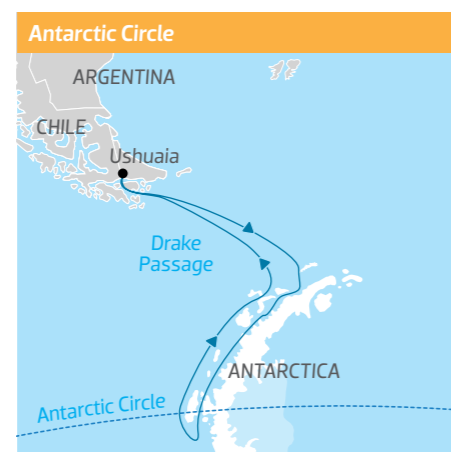 Antarctic Circle
ARGENTINA
CHILE
Ushuaia
Drake
Passage
ANTARCTICA
Antarctic Circle